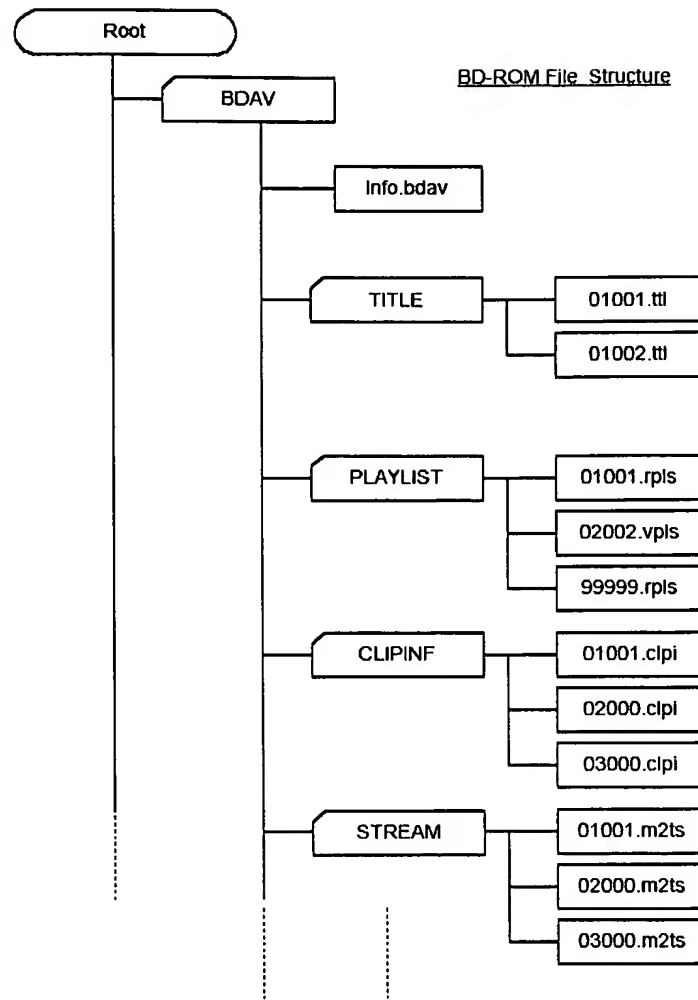 Root
BD-ROM File Structure
BDAV
Info.bdav
TITLE
01001.ttl
01002.ttl
PLAYLIST
01001.rpls
02002.vpls
99999.rpls
CLIPINF
01001.clpi
02000.clpi
03000.clpi
STREAM
01001.m2ts
02000.m2ts
03000.m2ts